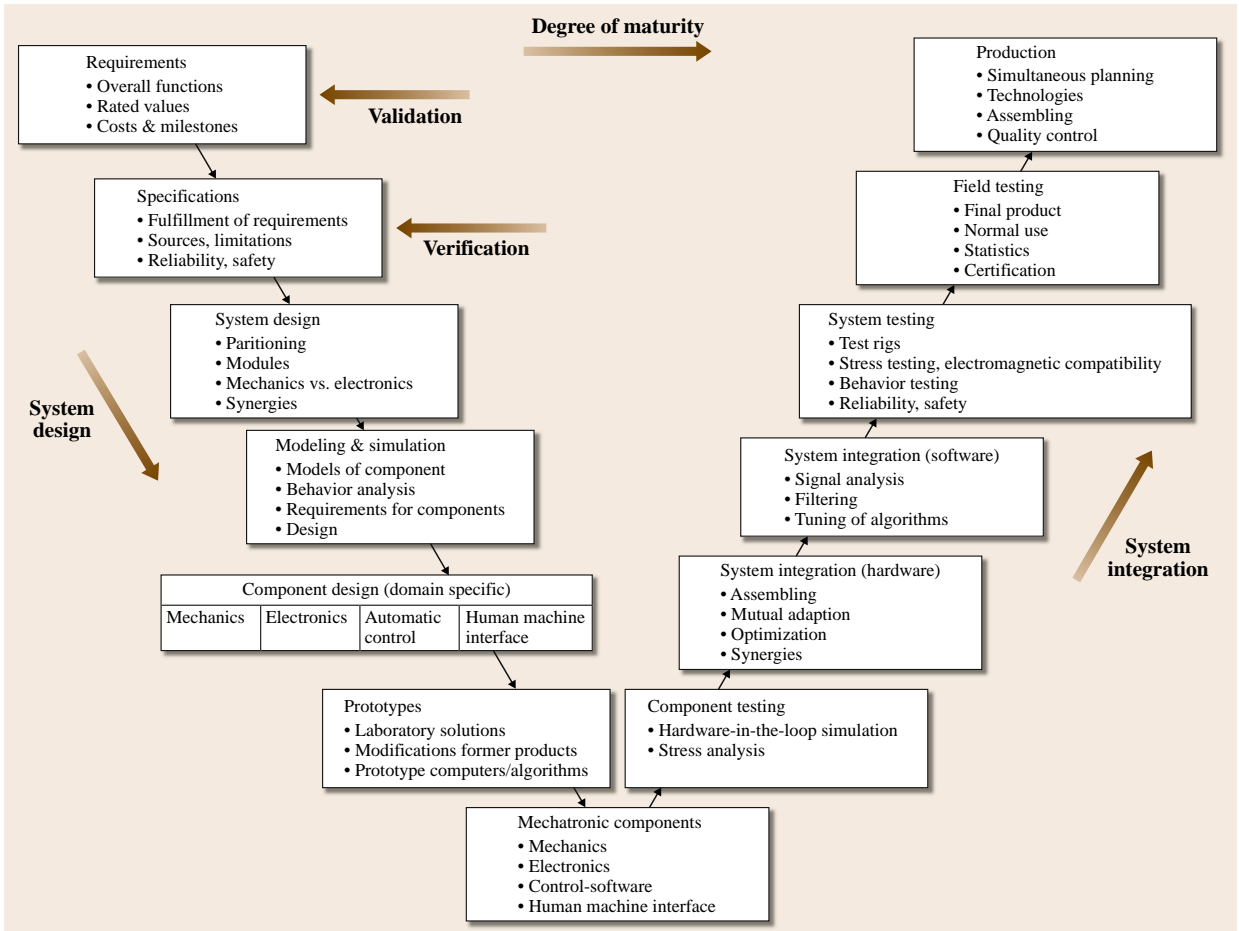 Degree of maturity
Requirements
• Overall functions
• Rated values
• Costs & milestones
Validation
Specifications
• Fulfillment of requirements
• Sources, limitations
• Reliability, safety
Verification
System design
• Paritioning
• Modules
• Mechanics vs. electronics
• Synergies
System
design
Modeling & simulation
• Models of component
• Behavior analysis
• Requirements for components
• Design
Component design (domain specific)
Mechanics
Electronics
Automatic
control
Human machine
interface
Prototypes
• Laboratory solutions
• Modifications former products
• Prototype computers/algorithms
Mechatronic components
• Mechanics
• Electronics
• Control-software
• Human machine interface
Component testing
• Hardware-in-the-loop simulation
• Stress analysis
System integration (hardware)
• Assembling
• Mutual adaption
• Optimization
• Synergies
System
integration
System integration (software)
• Signal analysis
• Filtering
• Tuning of algorithms
System testing
• Test rigs
• Stress testing, electromagnetic compatibility
• Behavior testing
• Reliability, safety
Field testing
• Final product
• Normal use
• Statistics
• Certification
Production
• Simultaneous planning
• Technologies
• Assembling
• Quality control